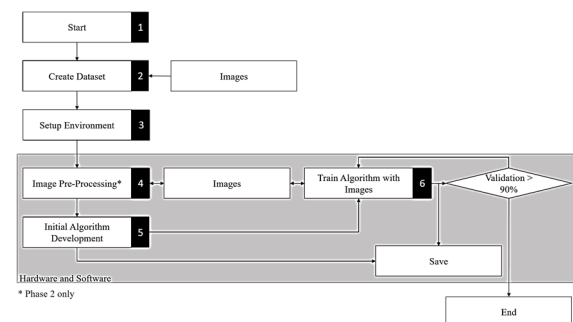 Start 1
Create Dataset 2
Images
Setup Environment 3
Image Pre-Processing* 4
Images
Train Algorithm with
Images
6
Validation >
90%
Initial Algorithm
Development
5
Save
Hardware and Software
* Phase 2 only
End